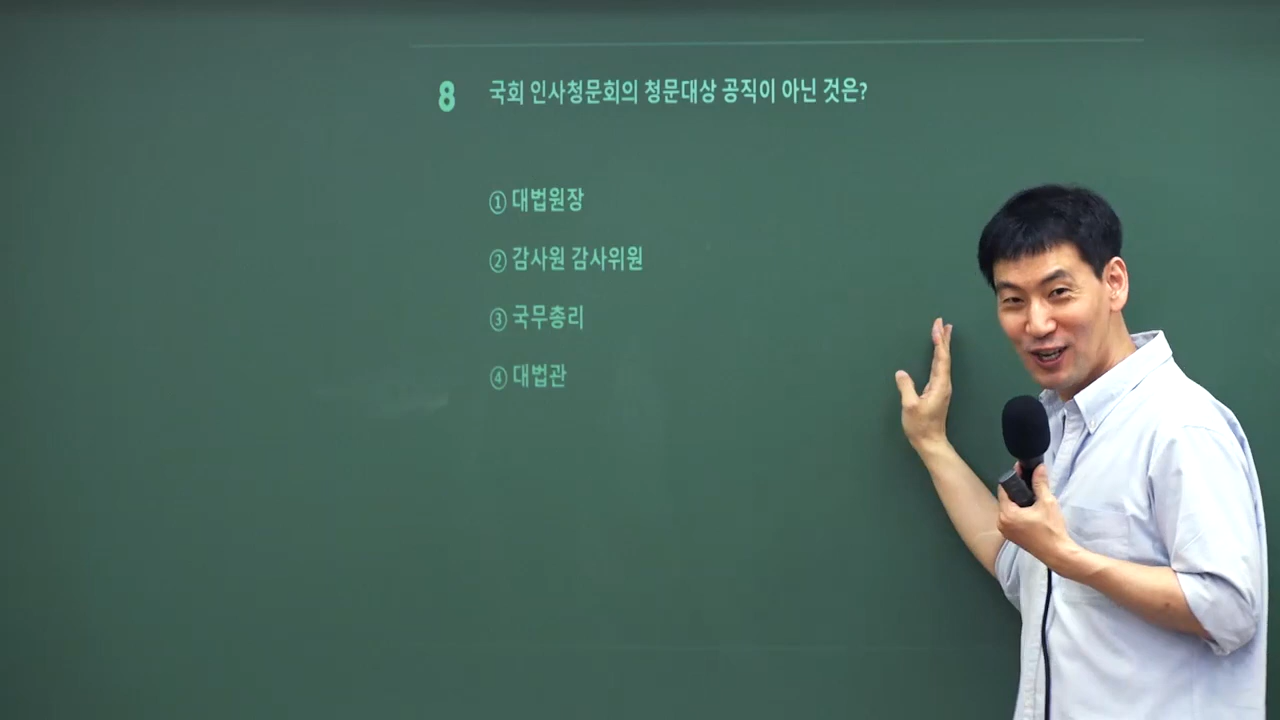 8 국회 인사청문회의 청문대상 공직이 아닌 것은?
① 대법원장
② 감사원 감사위원
③ 국무총리
④ 대법관